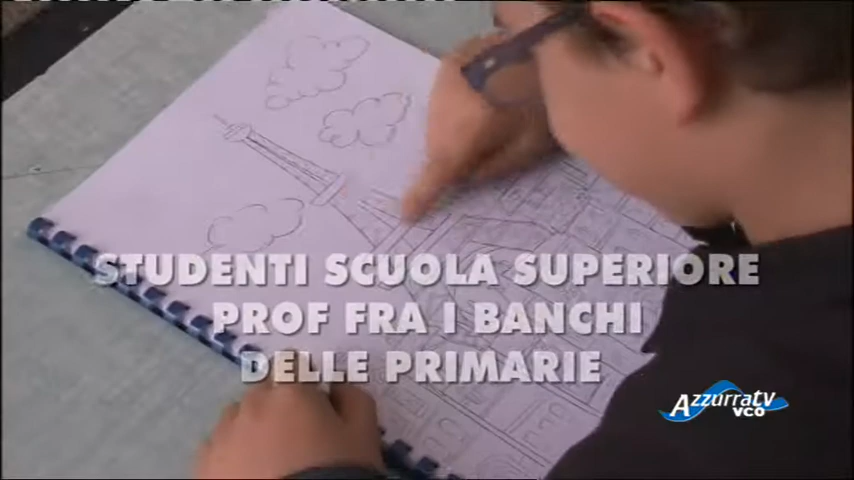 STUDENTI SCUOLA SUPERIORE
PROF FRA I BANCHI
DELLE PRIMARIE
Azzurratv
VCO